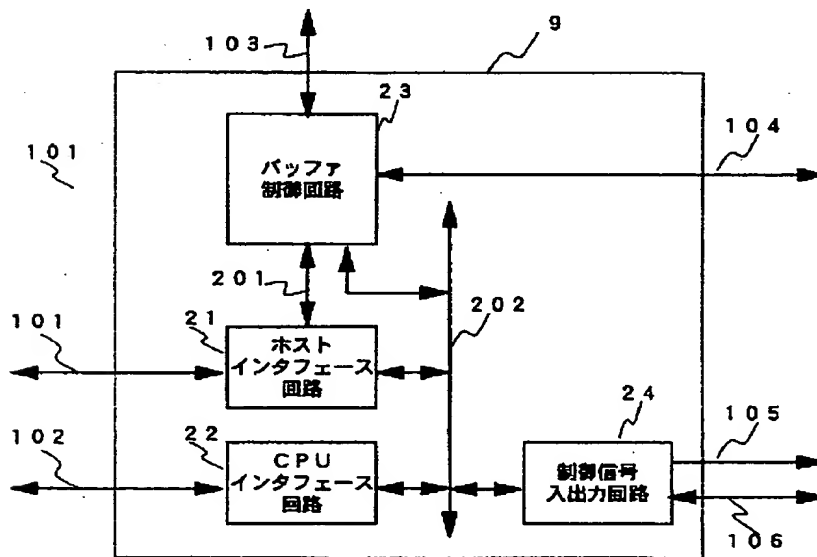 103
9
23
101
バッファ
制御回路
104
201
202
101
21
ホスト
インタフェース
回路
102
22
CPU
インタフェース
回路
24
制御信号
入出力回路
105
106